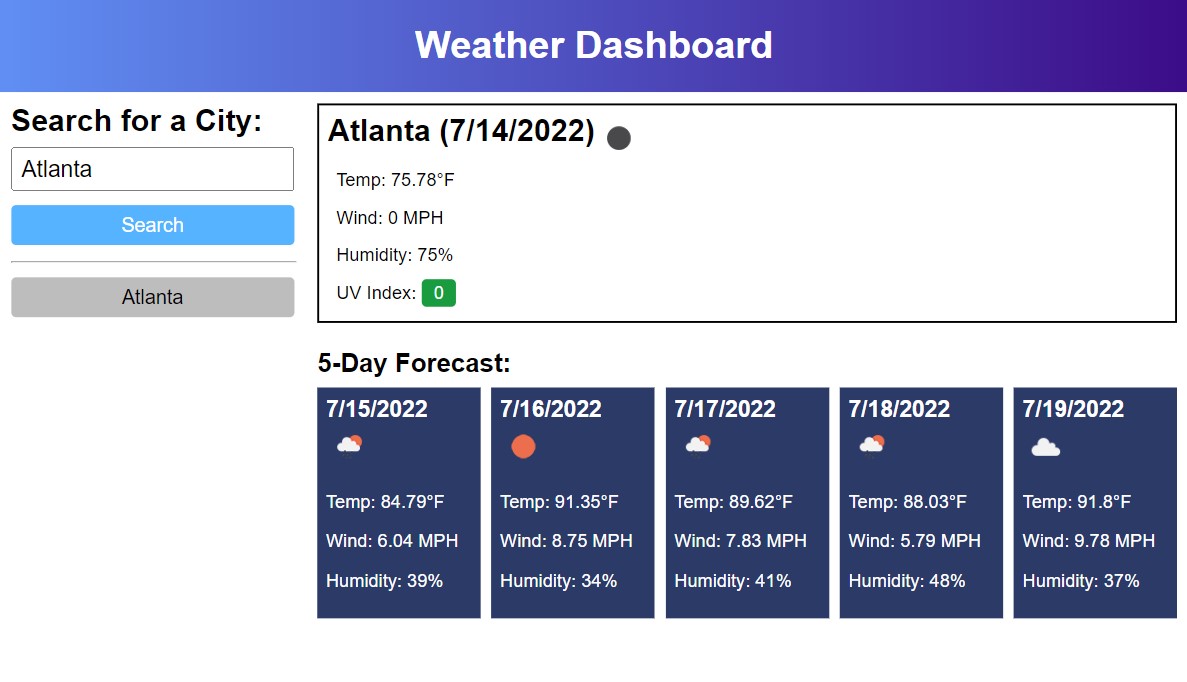 Weather Dashboard
Search for a City:
Atlanta
Search
Atlanta
Atlanta (7/14/2022)
Temp: 75.78°F
Wind: 0 MPH
Humidity: 75%
UV Index: 0
5-Day Forecast:
7/15/2022
Temp: 84.79°F
Wind: 6.04 MPH
Humidity: 39%
7/16/2022
Temp: 91.35°F
Wind: 8.75 MPH
Humidity: 34%
7/17/2022
Temp: 89.62°F
Wind: 7.83 MPH
Humidity: 41%
7/18/2022
Temp: 88.03°F
Wind: 5.79 MPH
Humidity: 48%
7/19/2022
Temp: 91.8°F
Wind: 9.78 MPH
Humidity: 37%